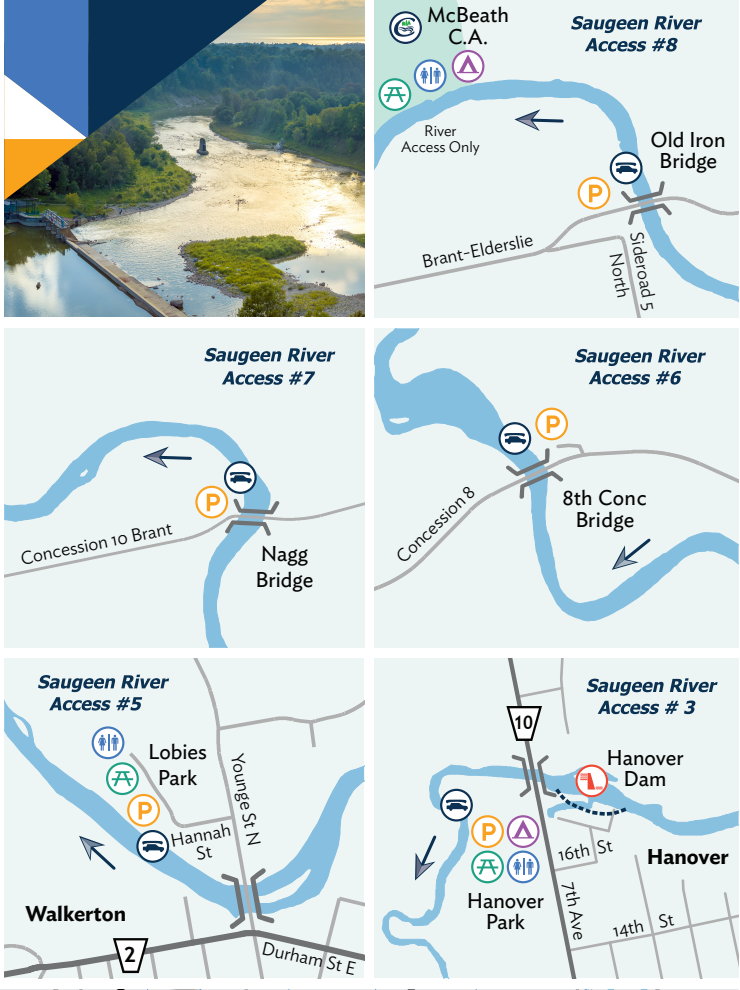 McBeath
C.A.
Saugeen River
Access #8
River
Access Only
Old Iron
Bridge
P
Brant-Elderslie
Sideroad 5
North
Saugeen River
Access #7
P
Concession 10 Brant
Nagg
Bridge
Saugeen River
Access #6
P
8th Conc
Bridge
Concession 8
Saugeen River
Access #5
Lobies
Park
P
Hannah
St
Younge St N
Walkerton
2
Durham St E
Saugeen River
Access # 3
10
Hanover
Dam
P
16th St
Hanover
Hanover
Park
7th Ave
14th St